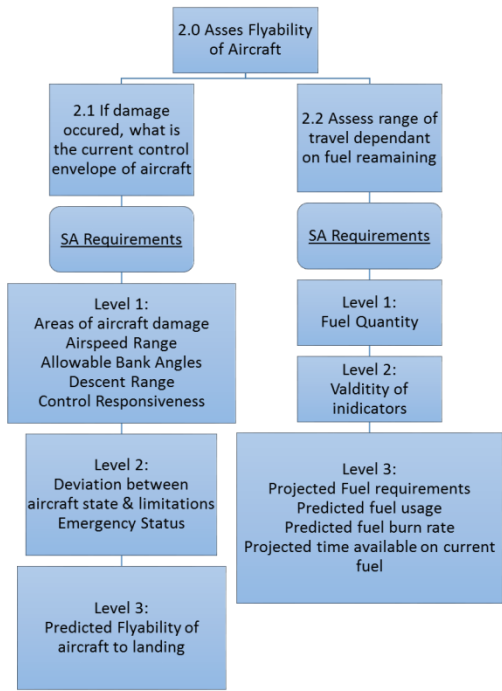 2.0 Asses Flyability
of Aircraft
2.1 If damage
occured, what is
the current control
envelope of aircraft
SA Requirements
Level 1:
Areas of aircraft damage
Airspeed Range
Allowable Bank Angles
Descent Range
Control Responsiveness
Level 2:
Deviation between
aircraft state & limitations
Emergency Status
Level 3:
Predicted Flyability of
aircraft to landing
2.2 Assess range of
travel dependant
on fuel reamaining
SA Requirements
Level 1:
Fuel Quantity
Level 2:
Valditity of
inidicators
Level 3:
Projected Fuel requirements
Predicted fuel usage
Predicted fuel burn rate
Projected time available on current
fuel